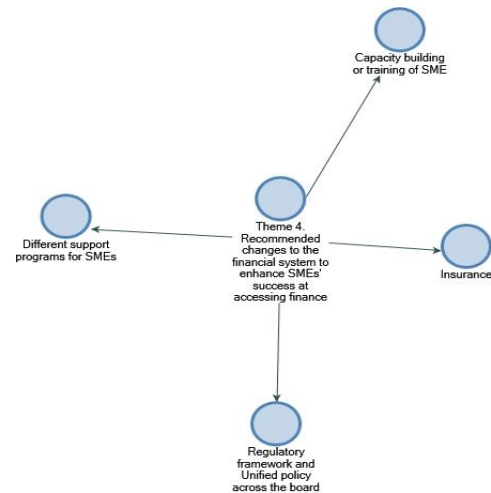 Capacity building
or training of SME
Theme 4.
Recommended
changes to the
financial system to
enhance SMEs'
success at
accessing finance
Different support
programs for SMEs
Insurance
Regulatory
framework and
Unified policy
across the board